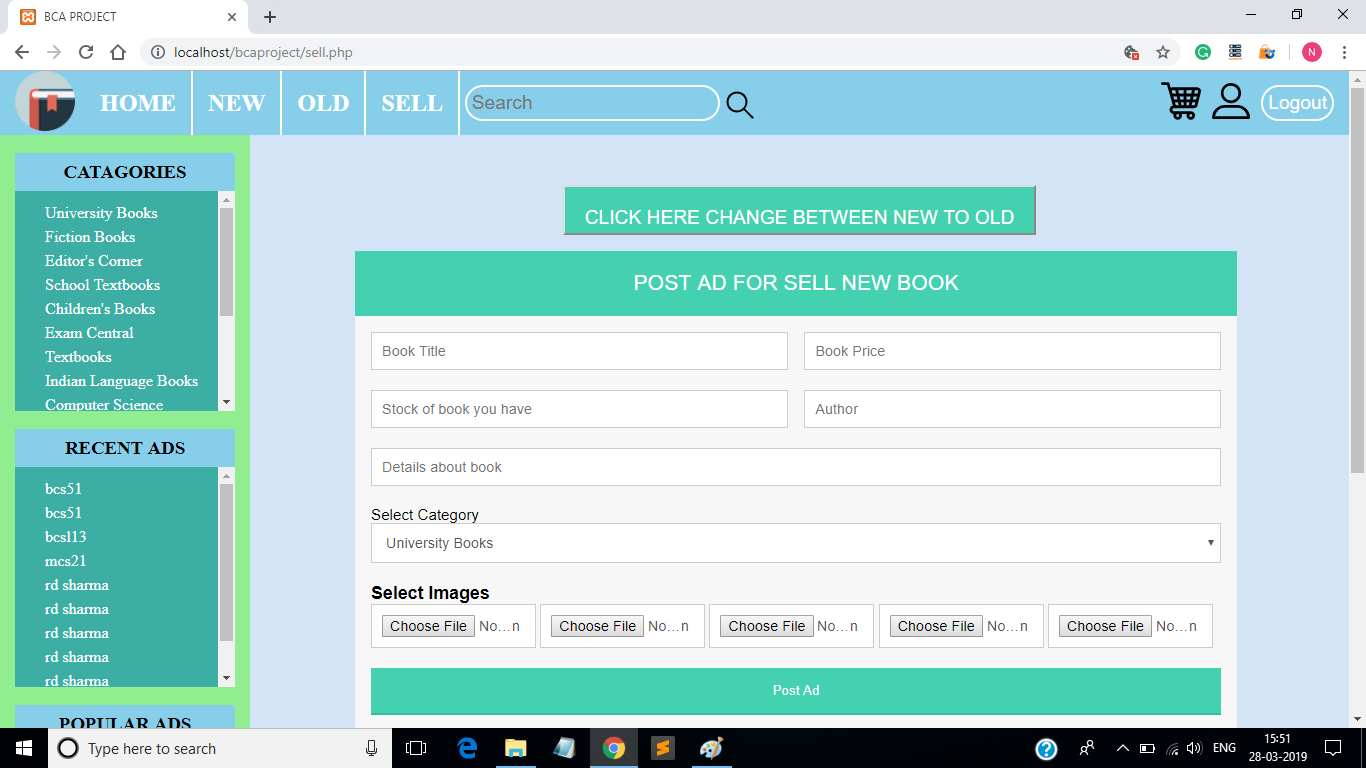 BCA PROJECT
localhost/bcaproject/sell.php
N
HOME NEW OLD SELL Search Logout
CATAGORIES
University Books
Fiction Books
Editor's Corner
School Textbooks
Children's Books
Exam Central
Textbooks
Indian Language Books
Computer Science
RECENT ADS
bcs51
bcs51
bcsl13
mcs21
rd sharma
rd sharma
rd sharma
rd sharma
rd sharma
POPULAR ADS
CLICK HERE CHANGE BETWEEN NEW TO OLD
POST AD FOR SELL NEW BOOK
Book Title Book Price
Stock of book you have Author
Details about book
Select Category
University Books
Select Images
Choose File No...n Choose File No...n Choose File No...n Choose File No...n Choose File No...n
Post Ad
Type here to search
ENG
15:51
28-03-2019